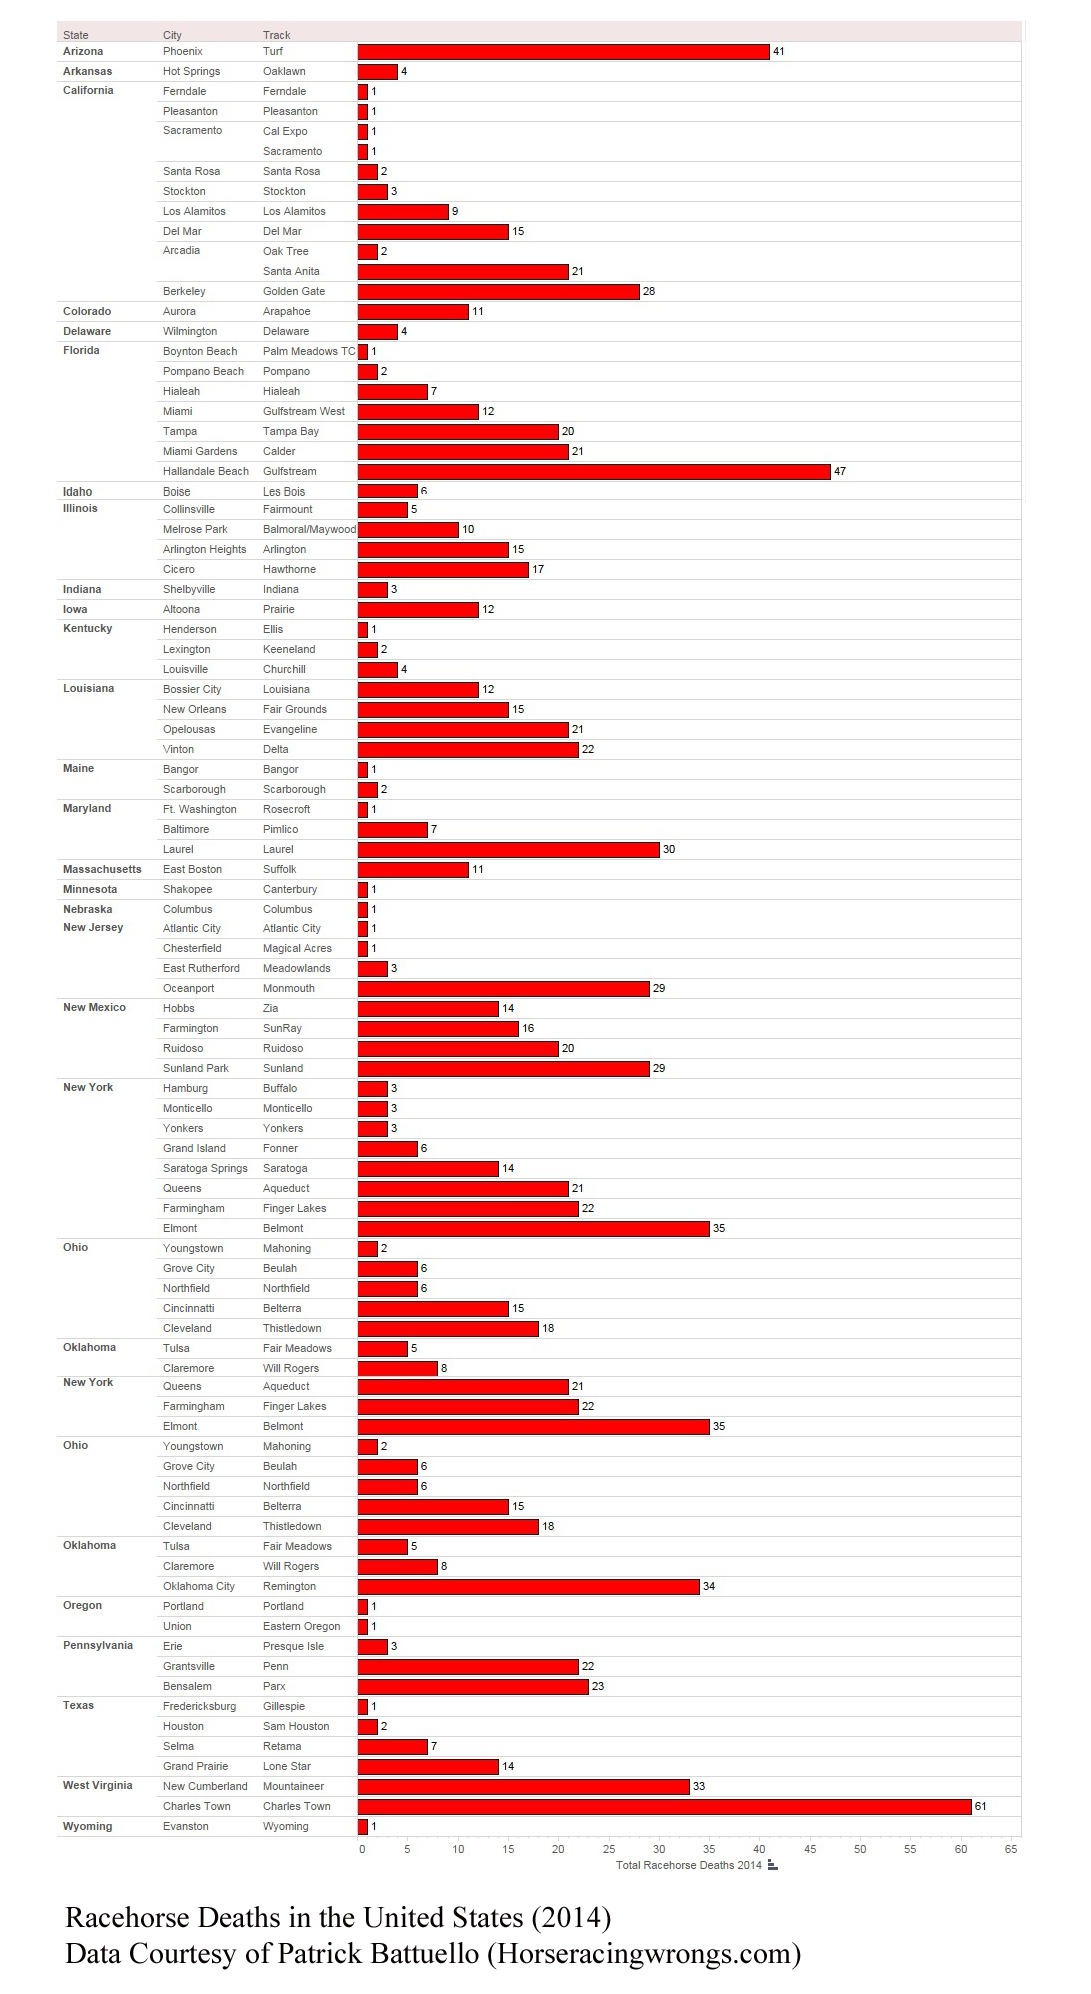 State City Track
Arizona Phoenix Turf 41
Arkansas Hot Springs Oaklawn 4
California Ferndale Ferndale 1
Pleasanton Pleasanton 1
Sacramento Cal Expo 1
Sacramento 1
Santa Rosa Santa Rosa 2
Stockton Stockton 3
Los Alamitos Los Alamitos 9
Del Mar Del Mar 15
Arcadia Oak Tree 2
Santa Anita 21
Berkeley Golden Gate 28
Colorado Aurora Arapahoe 11
Delaware Wilmington Delaware 4
Florida Boynton Beach Palm Meadows TC 1
Pompano Beach Pompano 2
Hialeah Hialeah 7
Miami Gulfstream West 12
Tampa Tampa Bay 20
Miami Gardens Calder 21
Hallandale Beach Gulfstream 47
Idaho Boise Les Bois 6
Illinois Collinsville Fairmount 5
Melrose Park Balmoral/Maywood 10
Arlington Heights Arlington 15
Cicero Hawthorne 17
Indiana Shelbyville Indiana 3
Iowa Altoona Prairie 12
Kentucky Henderson Ellis 1
Lexington Keeneland 2
Louisville Churchill 4
Louisiana Bossier City Louisiana 12
New Orleans Fair Grounds 15
Opelousas Evangeline 21
Vinton Delta 22
Maine Bangor Bangor 1
Scarborough Scarborough 2
Maryland Ft. Washington Rosecroft 1
Baltimore Pimlico 7
Laurel Laurel 30
Massachusetts East Boston Suffolk 11
Minnesota Shakopee Canterbury 1
Nebraska Columbus Columbus 1
New Jersey Atlantic City Atlantic City 1
Chesterfield Magical Acres 1
East Rutherford Meadowlands 3
Oceanport Monmouth 29
New Mexico Hobbs Zia 14
Farmington SunRay 16
Ruidoso Ruidoso 20
Sunland Park Sunland 29
New York Hamburg Buffalo 3
Monticello Monticello 3
Yonkers Yonkers 3
Grand Island Fonner 6
Saratoga Springs Saratoga 14
Queens Aqueduct 21
Farmingham Finger Lakes 22
Elmont Belmont 35
Ohio Youngstown Mahoning 2
Grove City Beulah 6
Northfield Northfield 6
Cincinnatti Belterra 15
Cleveland Thistledown 18
Oklahoma Tulsa Fair Meadows 5
Claremore Will Rogers 8
New York Queens Aqueduct 21
Farmingham Finger Lakes 22
Elmont Belmont 35
Ohio Youngstown Mahoning 2
Grove City Beulah 6
Northfield Northfield 6
Cincinnatti Belterra 15
Cleveland Thistledown 18
Oklahoma Tulsa Fair Meadows 5
Claremore Will Rogers 8
Oklahoma City Remington 34
Oregon Portland Portland 1
Union Eastern Oregon 1
Pennsylvania Erie Presque Isle 3
Grantsville Penn 22
Bensalem Parx 23
Texas Fredericksburg Gillespie 1
Houston Sam Houston 2
Selma Retama 7
Grand Prairie Lone Star 14
West Virginia New Cumberland Mountaineer 33
Charles Town Charles Town 61
Wyoming Evanston Wyoming 1
0 5 10 15 20 25 30 35 40 45 50 55 60 65
Total Racehorse Deaths 2014
Racehorse Deaths in the United States (2014)
Data Courtesy of Patrick Battuello (Horseracingwrongs.com)